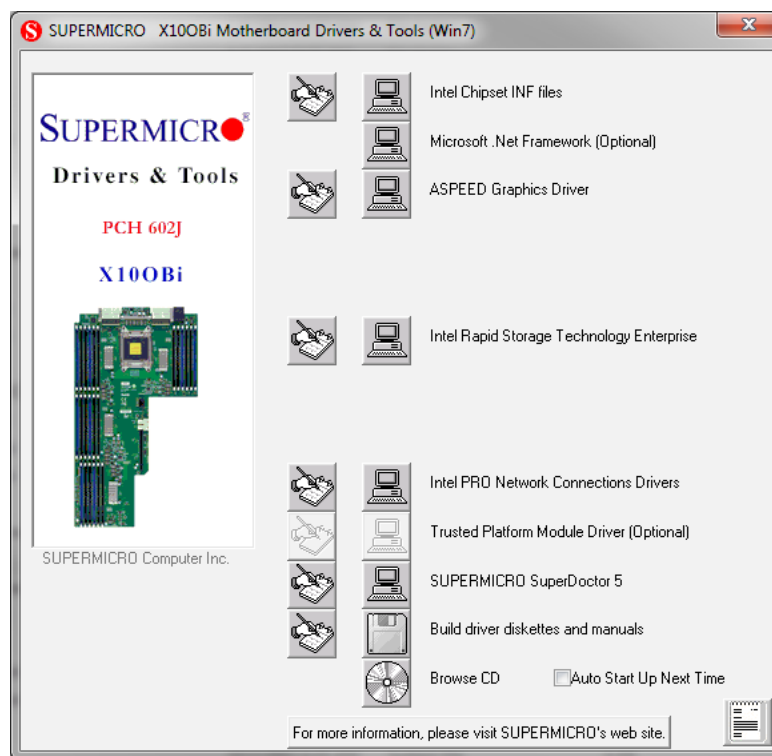 SUPERMICRO X10OBi Motherboard Drivers & Tools (Win7)
SUPERMICRO®
Drivers & Tools
PCH 602J
X10OBi
SUPERMICRO Computer Inc.
Intel Chipset INF files
Microsoft .Net Framework (Optional)
ASPEED Graphics Driver
Intel Rapid Storage Technology Enterprise
Intel PRO Network Connections Drivers
Trusted Platform Module Driver (Optional)
SUPERMICRO SuperDoctor 5
Build driver diskettes and manuals
Browse CD Auto Start Up Next Time
For more information, please visit SUPERMICRO's web site.